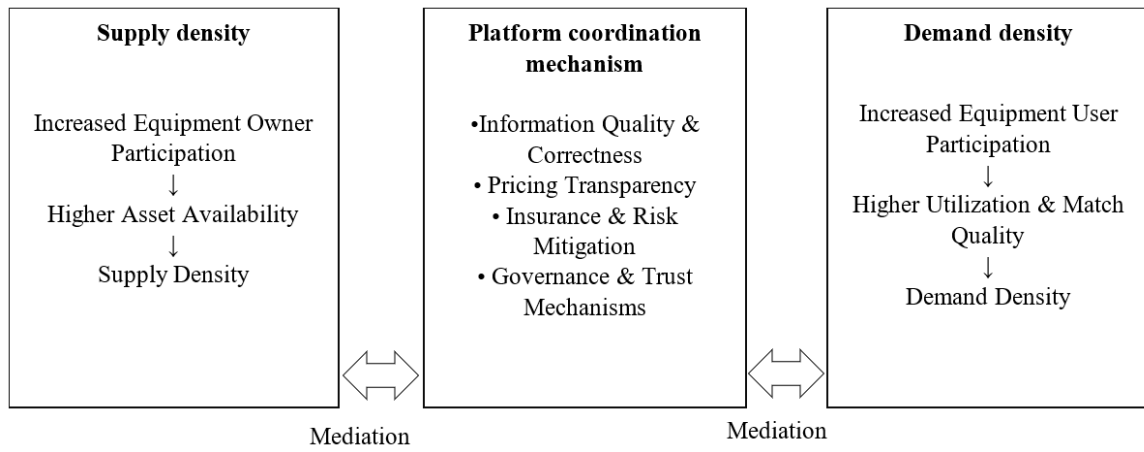 Supply density
Increased Equipment Owner
Participation
↓
Higher Asset Availability
↓
Supply Density
Platform coordination
mechanism
•Information Quality &
Correctness
• Pricing Transparency
• Insurance & Risk
Mitigation
• Governance & Trust
Mechanisms
Demand density
Increased Equipment User
Participation
↓
Higher Utilization & Match
Quality
↓
Demand Density
Mediation
Mediation